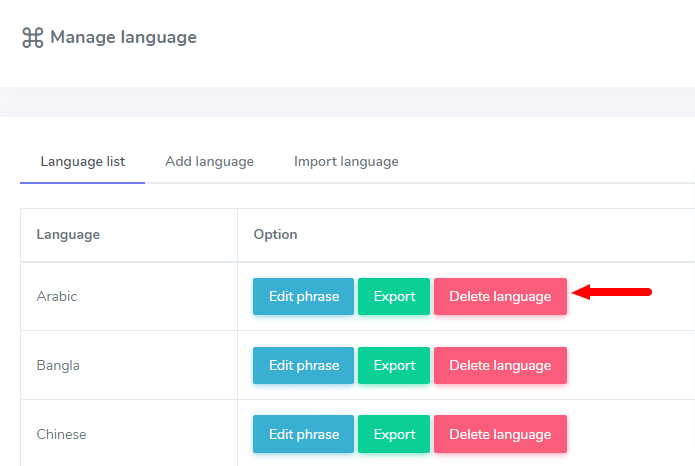 Manage language
Language list Add language Import language
Language Option
Arabic Edit phrase Export Delete language
Bangla Edit phrase Export Delete language
Chinese Edit phrase Export Delete language